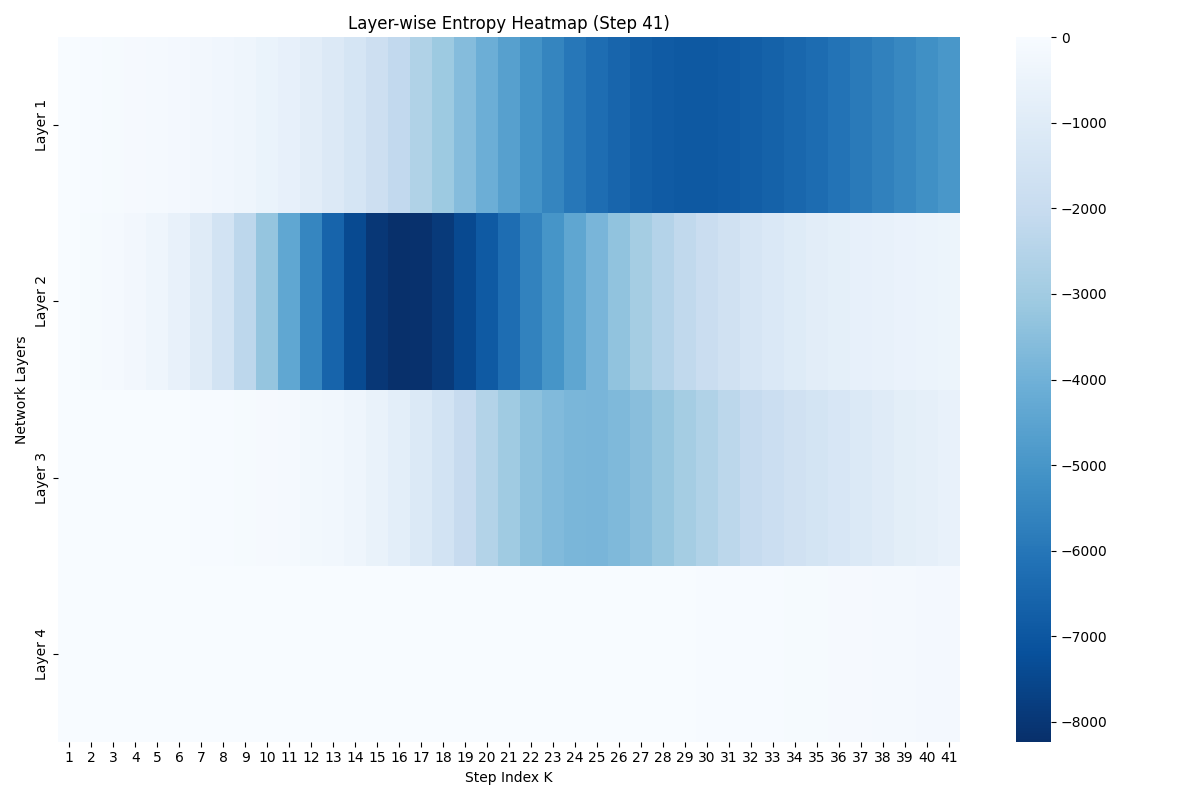 Layer-wise Entropy Heatmap (Step 41)
Network Layers
Layer 1
Layer 2
Layer 3
Layer 4
1 2 3 4 5 6 7 8 9 10 11 12 13 14 15 16 17 18 19 20 21 22 23 24 25 26 27 28 29 30 31 32 33 34 35 36 37 38 39 40 41
Step Index K
0
−1000
−2000
−3000
−4000
−5000
−6000
−7000
−8000